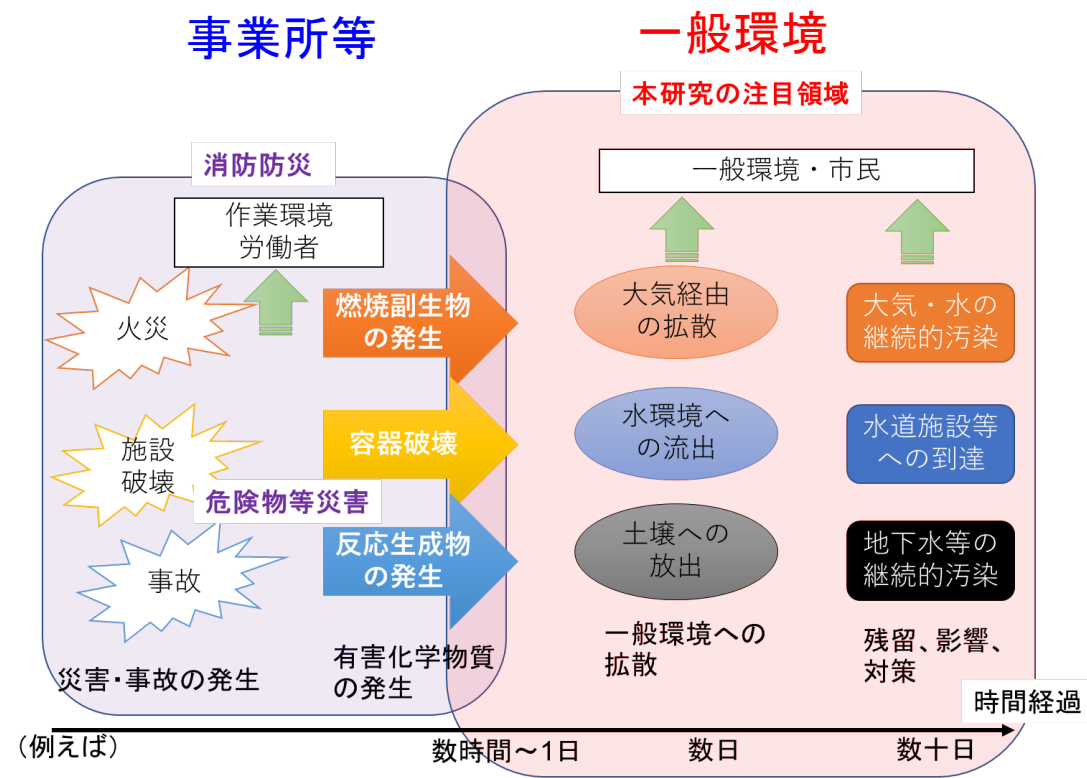 事業所等
一般環境
本研究の注目領域
消防防災
一般環境・市民
作業環境
労働者
火災
燃焼副生物
の発生
大気経由
の拡散
大気・水の
継続的汚染
施設
破壊
容器破壊
水環境へ
の流出
水道施設等
への到達
危険物等災害
事故
反応生成物
の発生
土壌への
放出
地下水等の
継続的汚染
災害・事故の発生
有害化学物質
の発生
一般環境への
拡散
残留、影響、
対策
時間経過
（例えば）
数時間～1日
数日
数十日